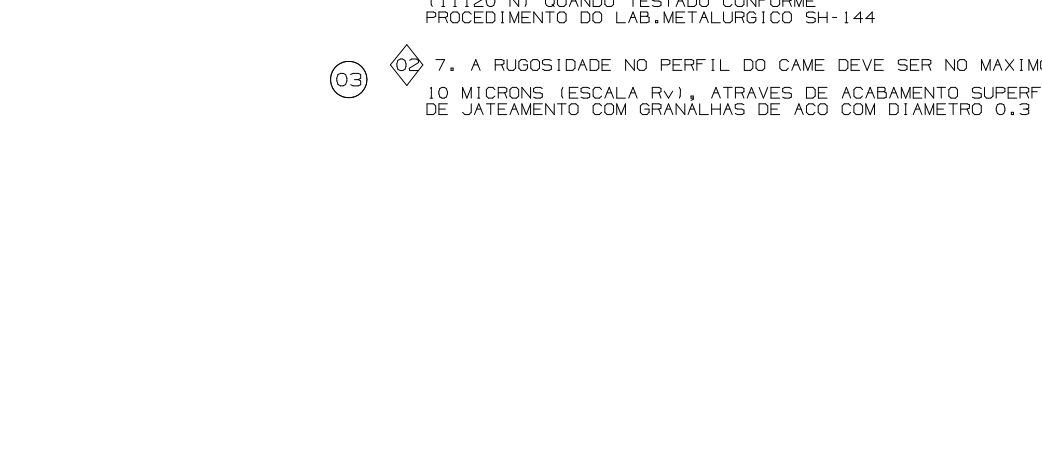 (11120 N) QUANDO TESTADO CONFORME
PROCEDIMENTO DO LAB.METALURGICO SH-144
03 02 7. A RUGOSIDADE NO PERFIL DO CAME DEVE SER NO MAXIMO
10 MICRONS (ESCALA Rv), ATRAVES DE ACABAMENTO SUPERF
DE JATEAMENTO COM GRANALHAS DE ACO COM DIAMETRO 0.3